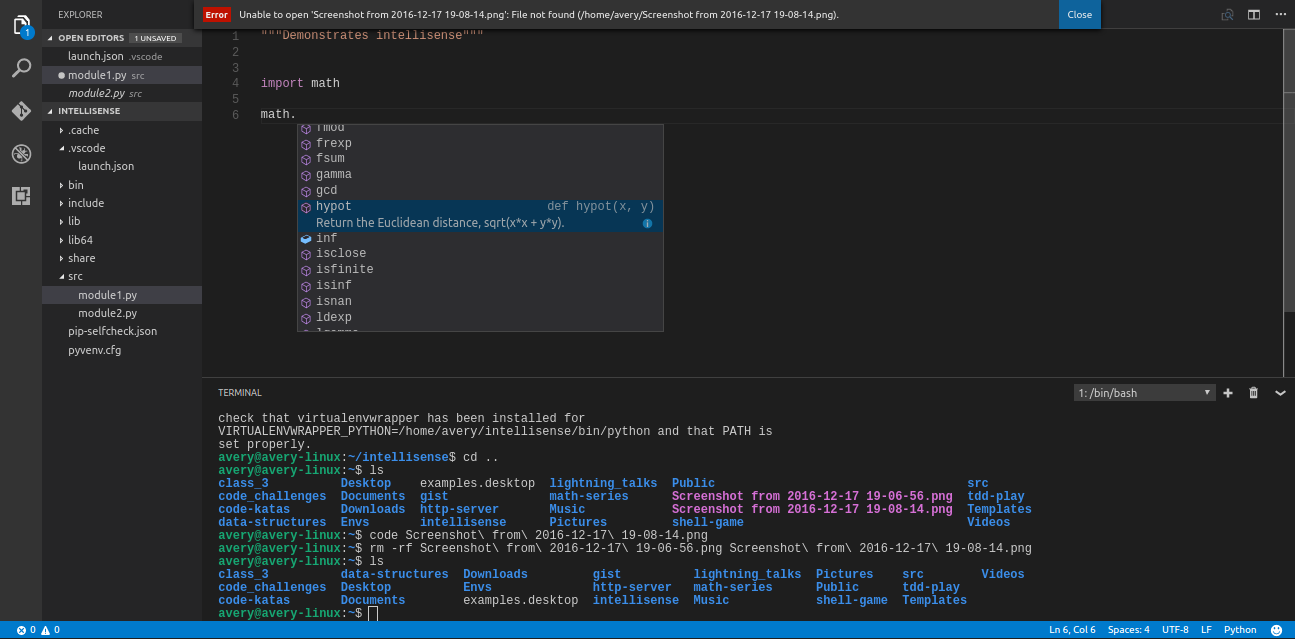 EXPLORER
Error Unable to open 'Screenshot from 2016-12-17 19-08-14.png': File not found (/home/avery/Screenshot from 2016-12-17 19-08-14.png). Close
1
OPEN EDITORS 1 UNSAVED
launch.json .vscode
module1.py src
module2.py src
INTELLISENSE
.cache
.vscode
launch.json
bin
include
lib
lib64
share
src
module1.py
module2.py
pip-selfcheck.json
pyvenv.cfg
1 """Demonstrates intellisense"""
2
3
4 import math
5
6 math.
fmod
frexp
fsum
gamma
gcd
hypot def hypot(x, y)
Return the Euclidean distance, sqrt(x*x + y*y).
inf
isclose
isfinite
isinf
isnan
ldexp
lgamma
TERMINAL 1: /bin/bash
check that virtualenvwrapper has been installed for
VIRTUALENVWRAPPER_PYTHON=/home/avery/intellisense/bin/python and that PATH is
set properly.
avery@avery-linux:~/intellisense$ cd ..
avery@avery-linux:~$ ls
class_3 Desktop examples.desktop lightning_talks Public src
code_challenges Documents gist math-series Screenshot from 2016-12-17 19-06-56.png tdd-play
code-katas Downloads http-server Music Screenshot from 2016-12-17 19-08-14.png Templates
data-structures Envs intellisense Pictures shell-game Videos
avery@avery-linux:~$ code Screenshot\ from\ 2016-12-17\ 19-08-14.png
avery@avery-linux:~$ rm -rf Screenshot\ from\ 2016-12-17\ 19-06-56.png Screenshot\ from\ 2016-12-17\ 19-08-14.png
avery@avery-linux:~$ ls
class_3 data-structures Downloads gist lightning_talks Pictures src Videos
code_challenges Desktop Envs http-server math-series Public tdd-play
code-katas Documents examples.desktop intellisense Music shell-game Templates
avery@avery-linux:~$
0 0 Ln 6, Col 6 Spaces: 4 UTF-8 LF Python